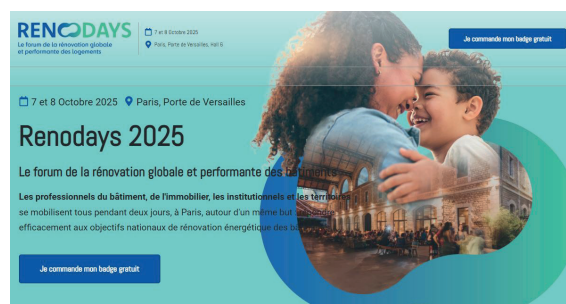 RENODAYS
Le forum de la rénovation globale
et performante des logements
7 et 8 Octobre 2025
Paris, Porte de Versailles, Hall 6
Je commande mon badge gratuit
7 et 8 Octobre 2025 Paris, Porte de Versailles
Renodays 2025
Le forum de la rénovation globale et performante des bâtiments
Les professionnels du bâtiment, de l'immobilier, les institutionnels et les territoires
se mobilisent tous pendant deux jours, à Paris, autour d'un même but :
efficacement aux objectifs nationaux de rénovation énergétique des
Je commande mon badge gratuit